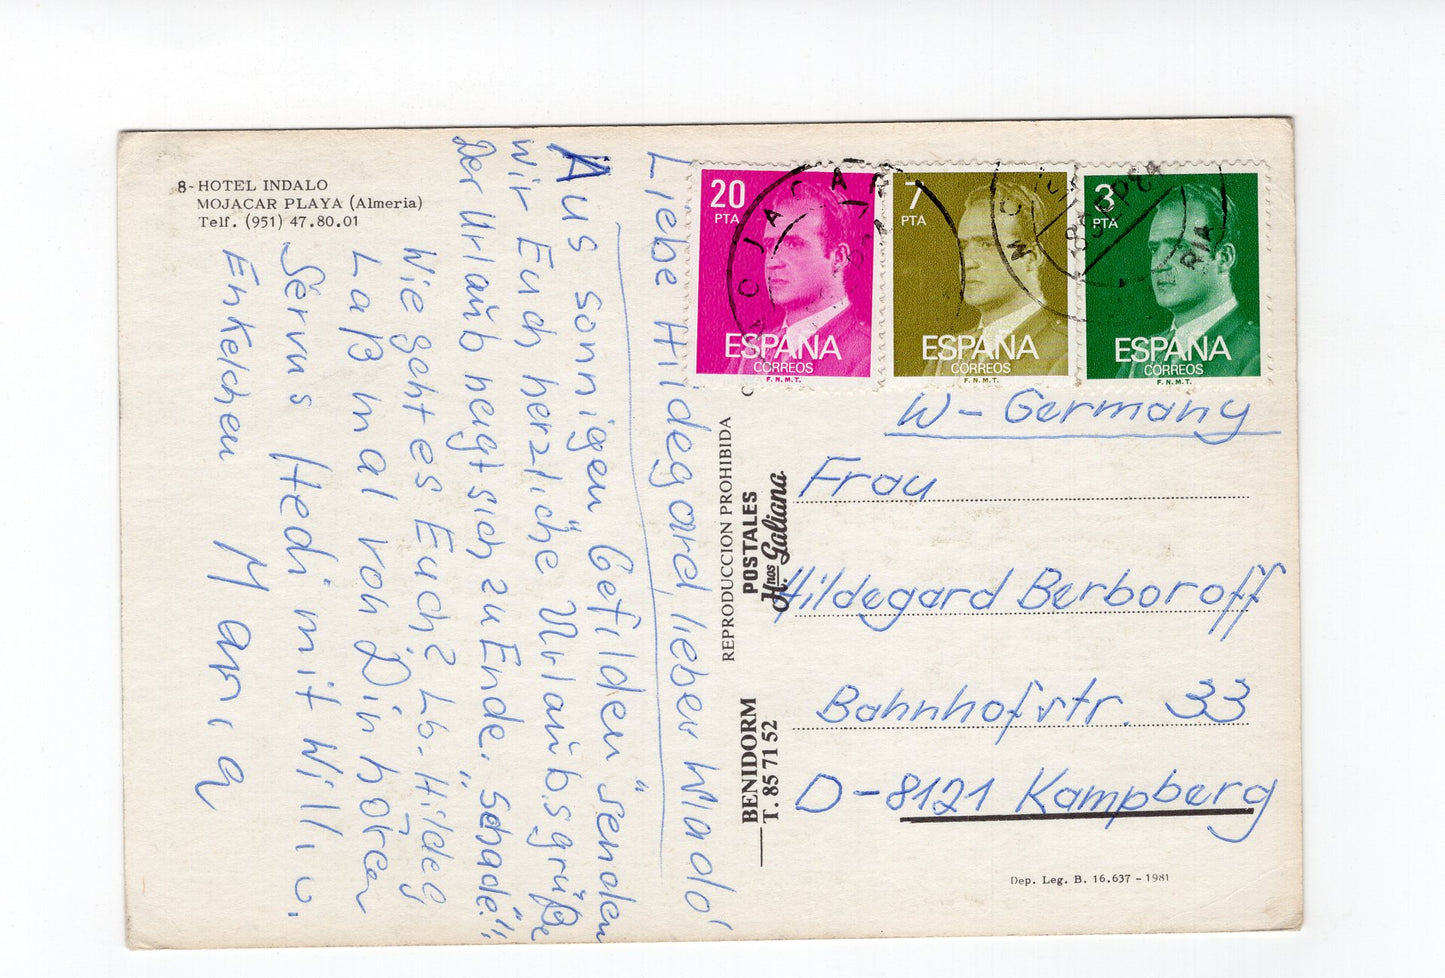 8-HOTEL INDALO
MOJACAR PLAYA (Almeria)
Telf. (951) 47.80.01
Liebe Hildegard, lieber Wlado
Aus "sonnigen Gefilden" senden
wir Euch herzliche Urlaubsgrüße
Der Urlaub neigt sich zu Ende. "Schade!!"
Wie geht es Euch? Lb. Hildeg.
Laß mal von Dir hören
Servus Hedi mit Willi u.
Enkelchen Maria
REPRODUCCION PROHIBIDA
POSTALES
Hnos. Galiana
BENIDORM
T. 85 71 52
20
PTA
ESPAÑA
CORREOS
F.N.M.T.
7
PTA
ESPAÑA
CORREOS
F.N.M.T.
3
PTA
ESPAÑA
CORREOS
F.N.M.T.
W-Germany
Frau
Hildegard Berboroff
Bahnhofstr. 33
D-8121 Kampberg
Dep. Leg. B. 16.637 - 1981